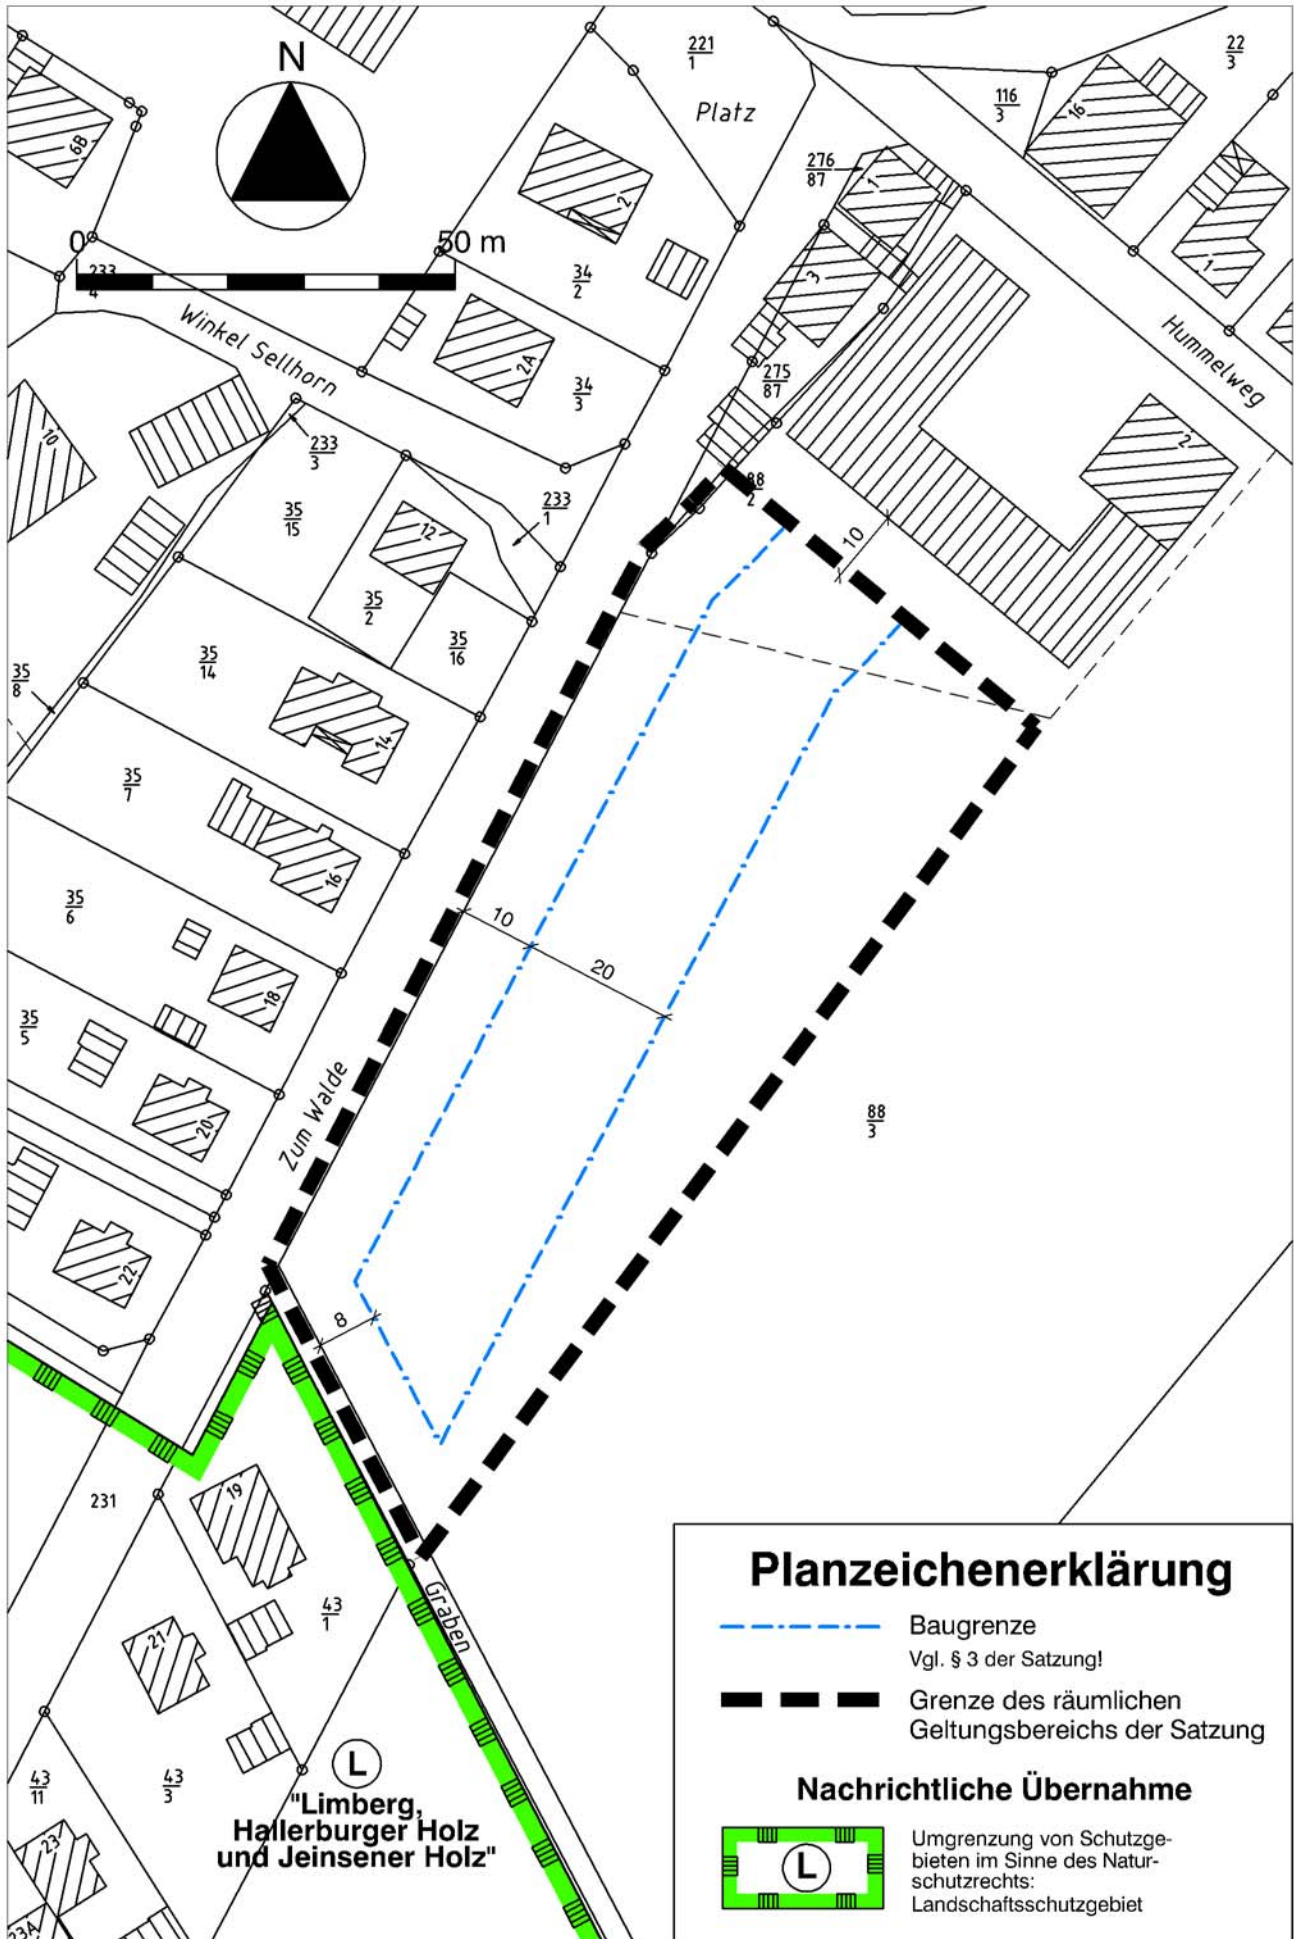 N
0
50 m
221
1
Platz
22
3
116
3
16
6B
276
87
1
2
3
1
233
4
34
2
Winkel Sellhorn
2A
34
3
275
87
Hummelweg
2
10
233
3
35
15
12
233
1
88
2
10
35
2
35
16
35
14
35
8
14
35
7
16
35
6
10
20
18
35
5
20
Zum Walde
88
3
22
8
231
19
43
1
21
Graben
43
11
43
3
23
23A
L
"Limberg,
Hallerburger Holz
und Jeinsener Holz"
Planzeichenerklärung
Baugrenze
Vgl. § 3 der Satzung!
Grenze des räumlichen
Geltungsbereichs der Satzung
Nachrichtliche Übernahme
L
Umgrenzung von Schutzge-
bieten im Sinne des Natur-
schutzrechts:
Landschaftsschutzgebiet